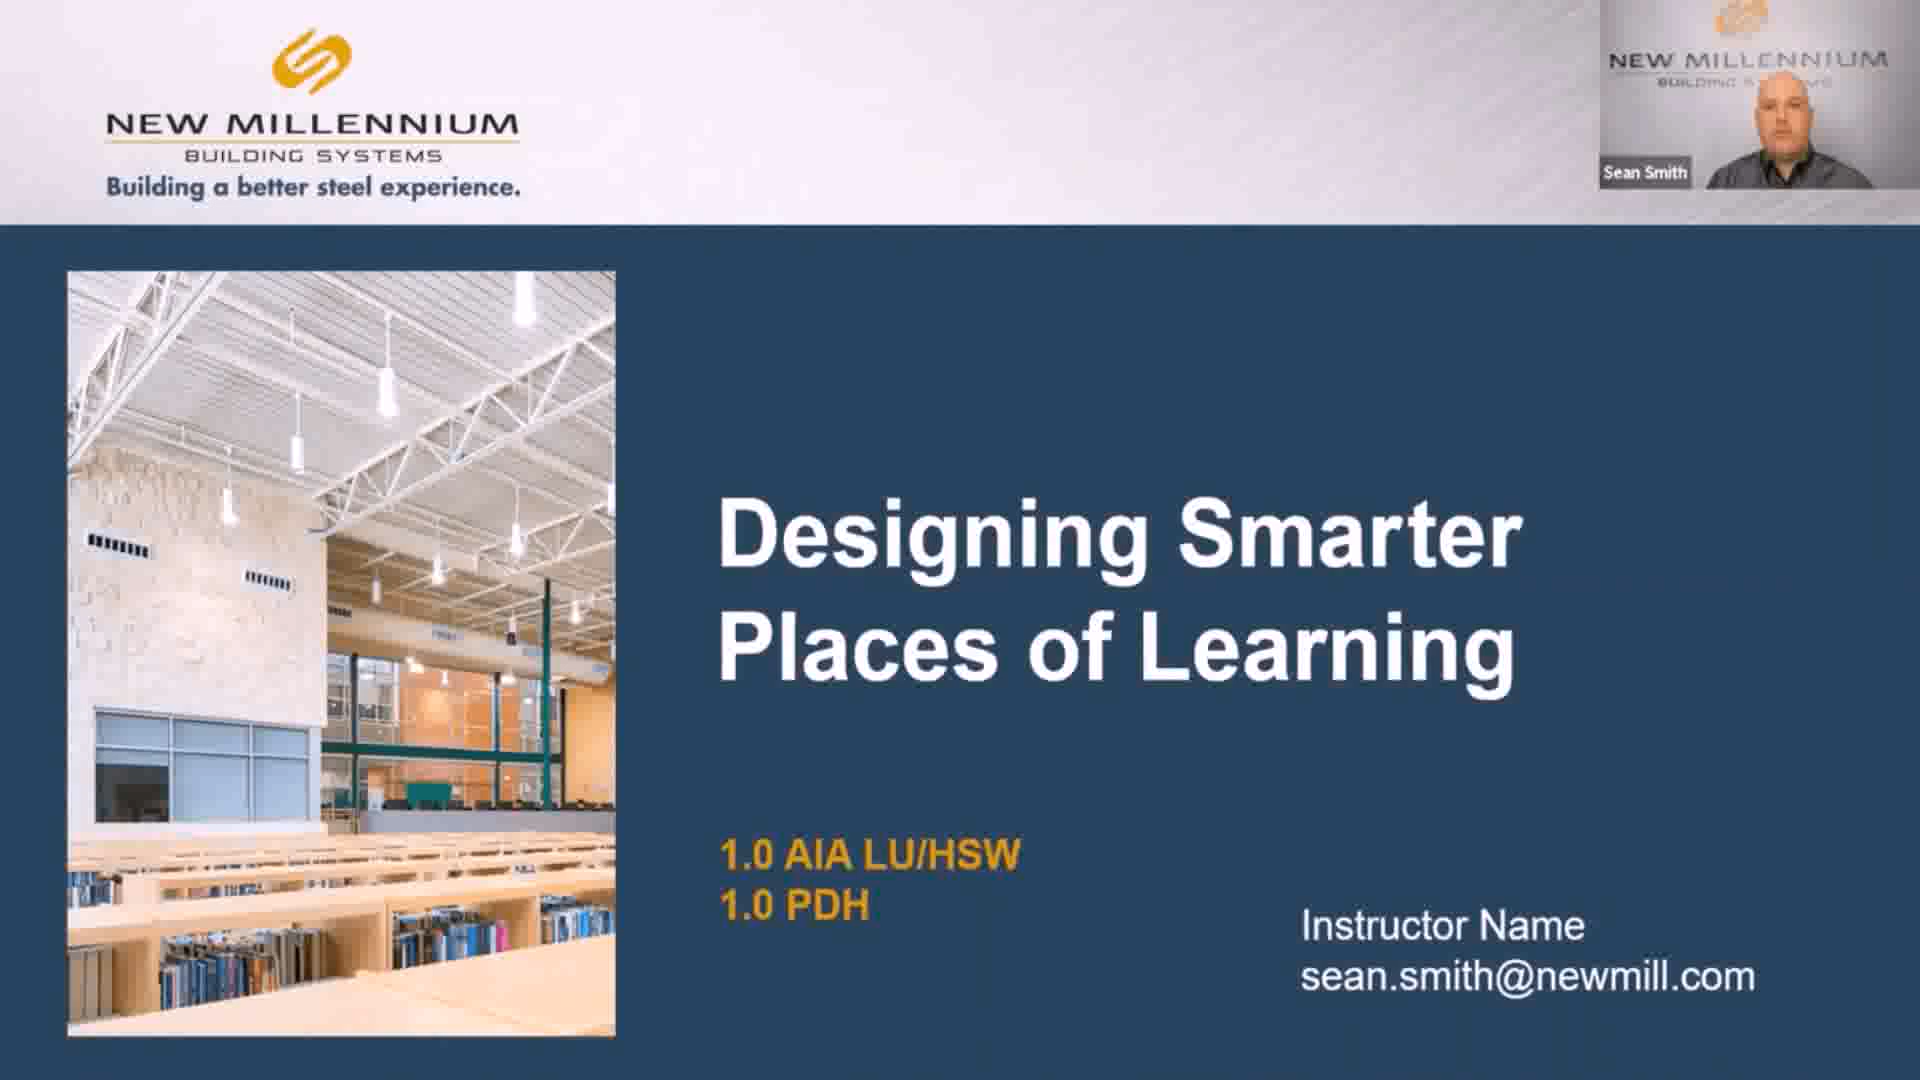 NEW MILLENNIUM
BUILDING SYSTEMS
Building a better steel experience.
NEW MILLENNIUM
BUILDING
Sean Smith
Designing Smarter
Places of Learning
1.0 AIA LU/HSW
1.0 PDH
Instructor Name
sean.smith@newmill.com